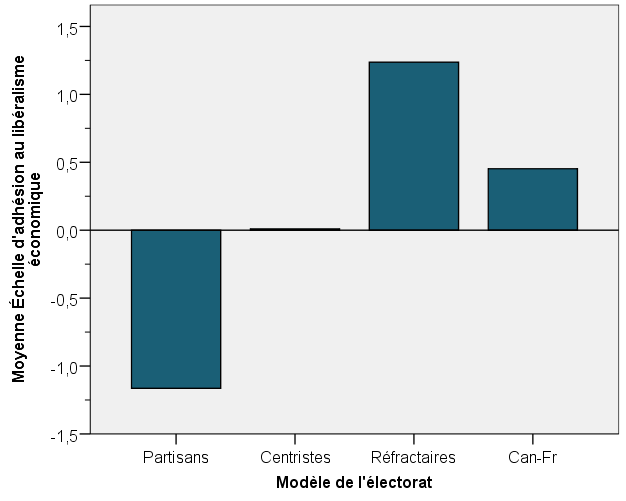 Moyenne Échelle d'adhésion au libéralisme
économique
1,5
1,0
0,5
0,0
-0,5
-1,0
-1,5
Partisans Centristes Réfractaires Can-Fr
Modèle de l'électorat